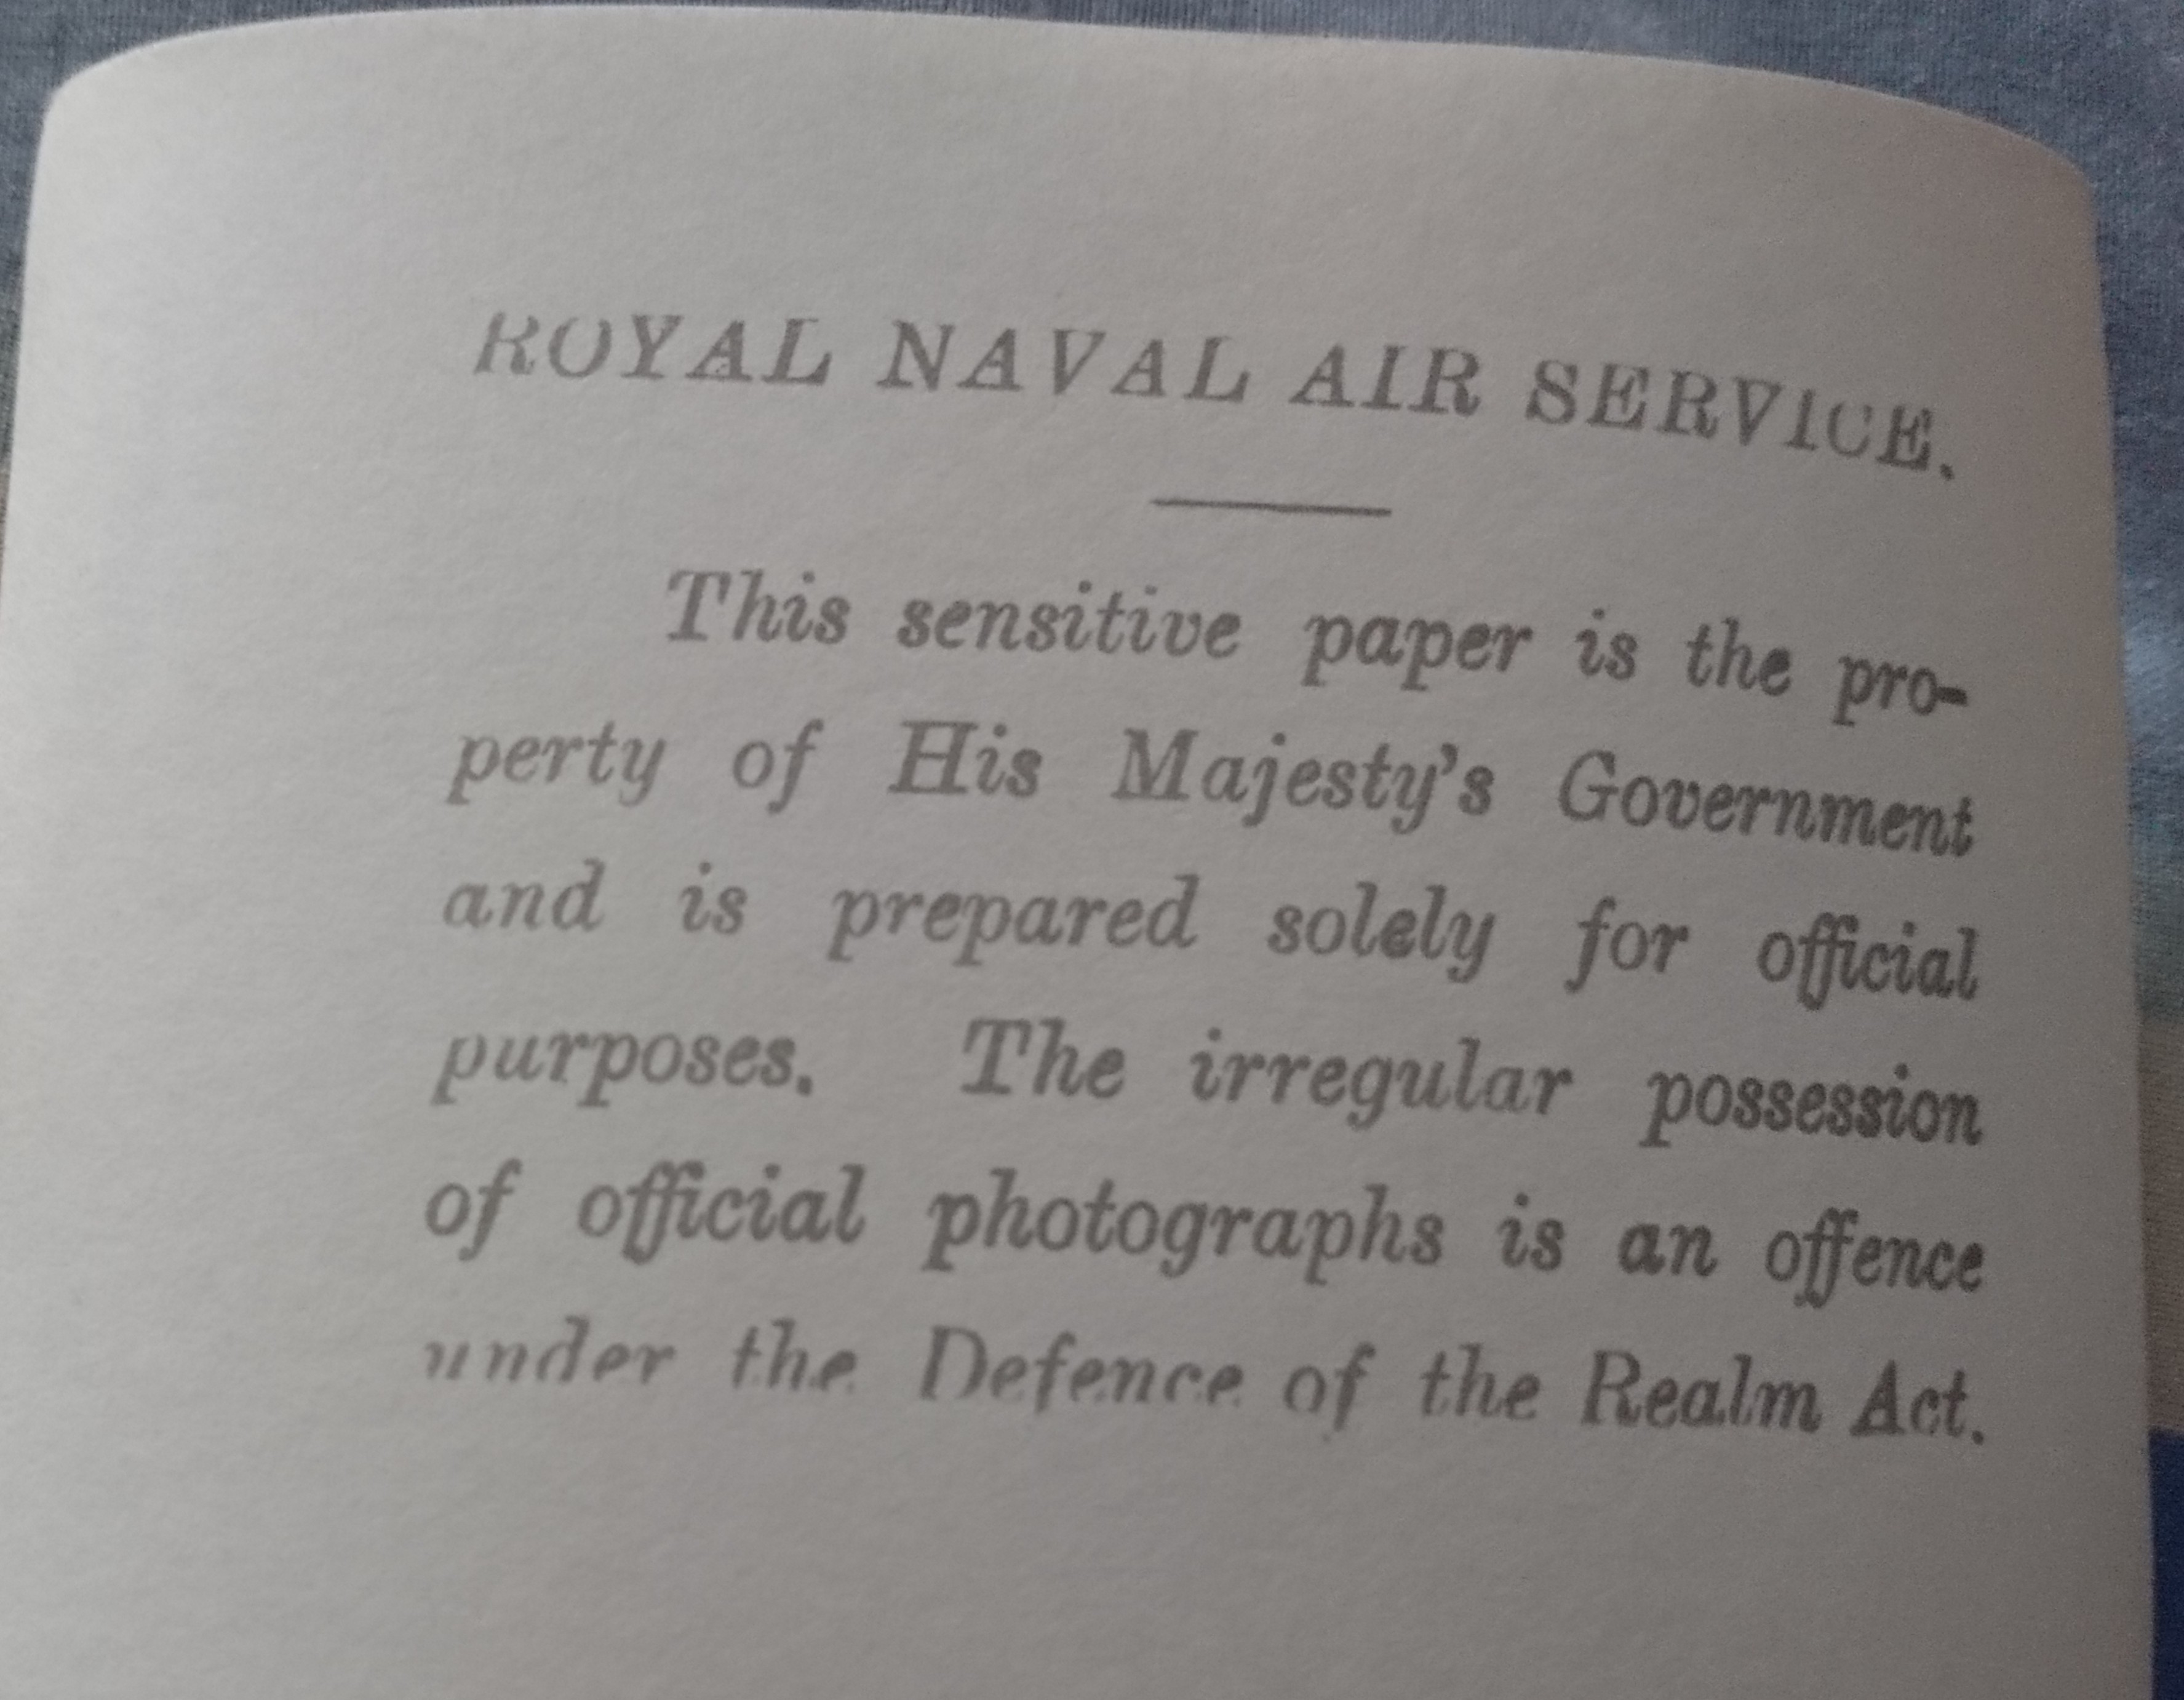 ROYAL NAVAL AIR SERVICE.
This sensitive paper is the pro-
perty of His Majesty's Government
and is prepared solely for official
purposes. The irregular possession
of official photographs is an offence
under the Defence of the Realm Act.